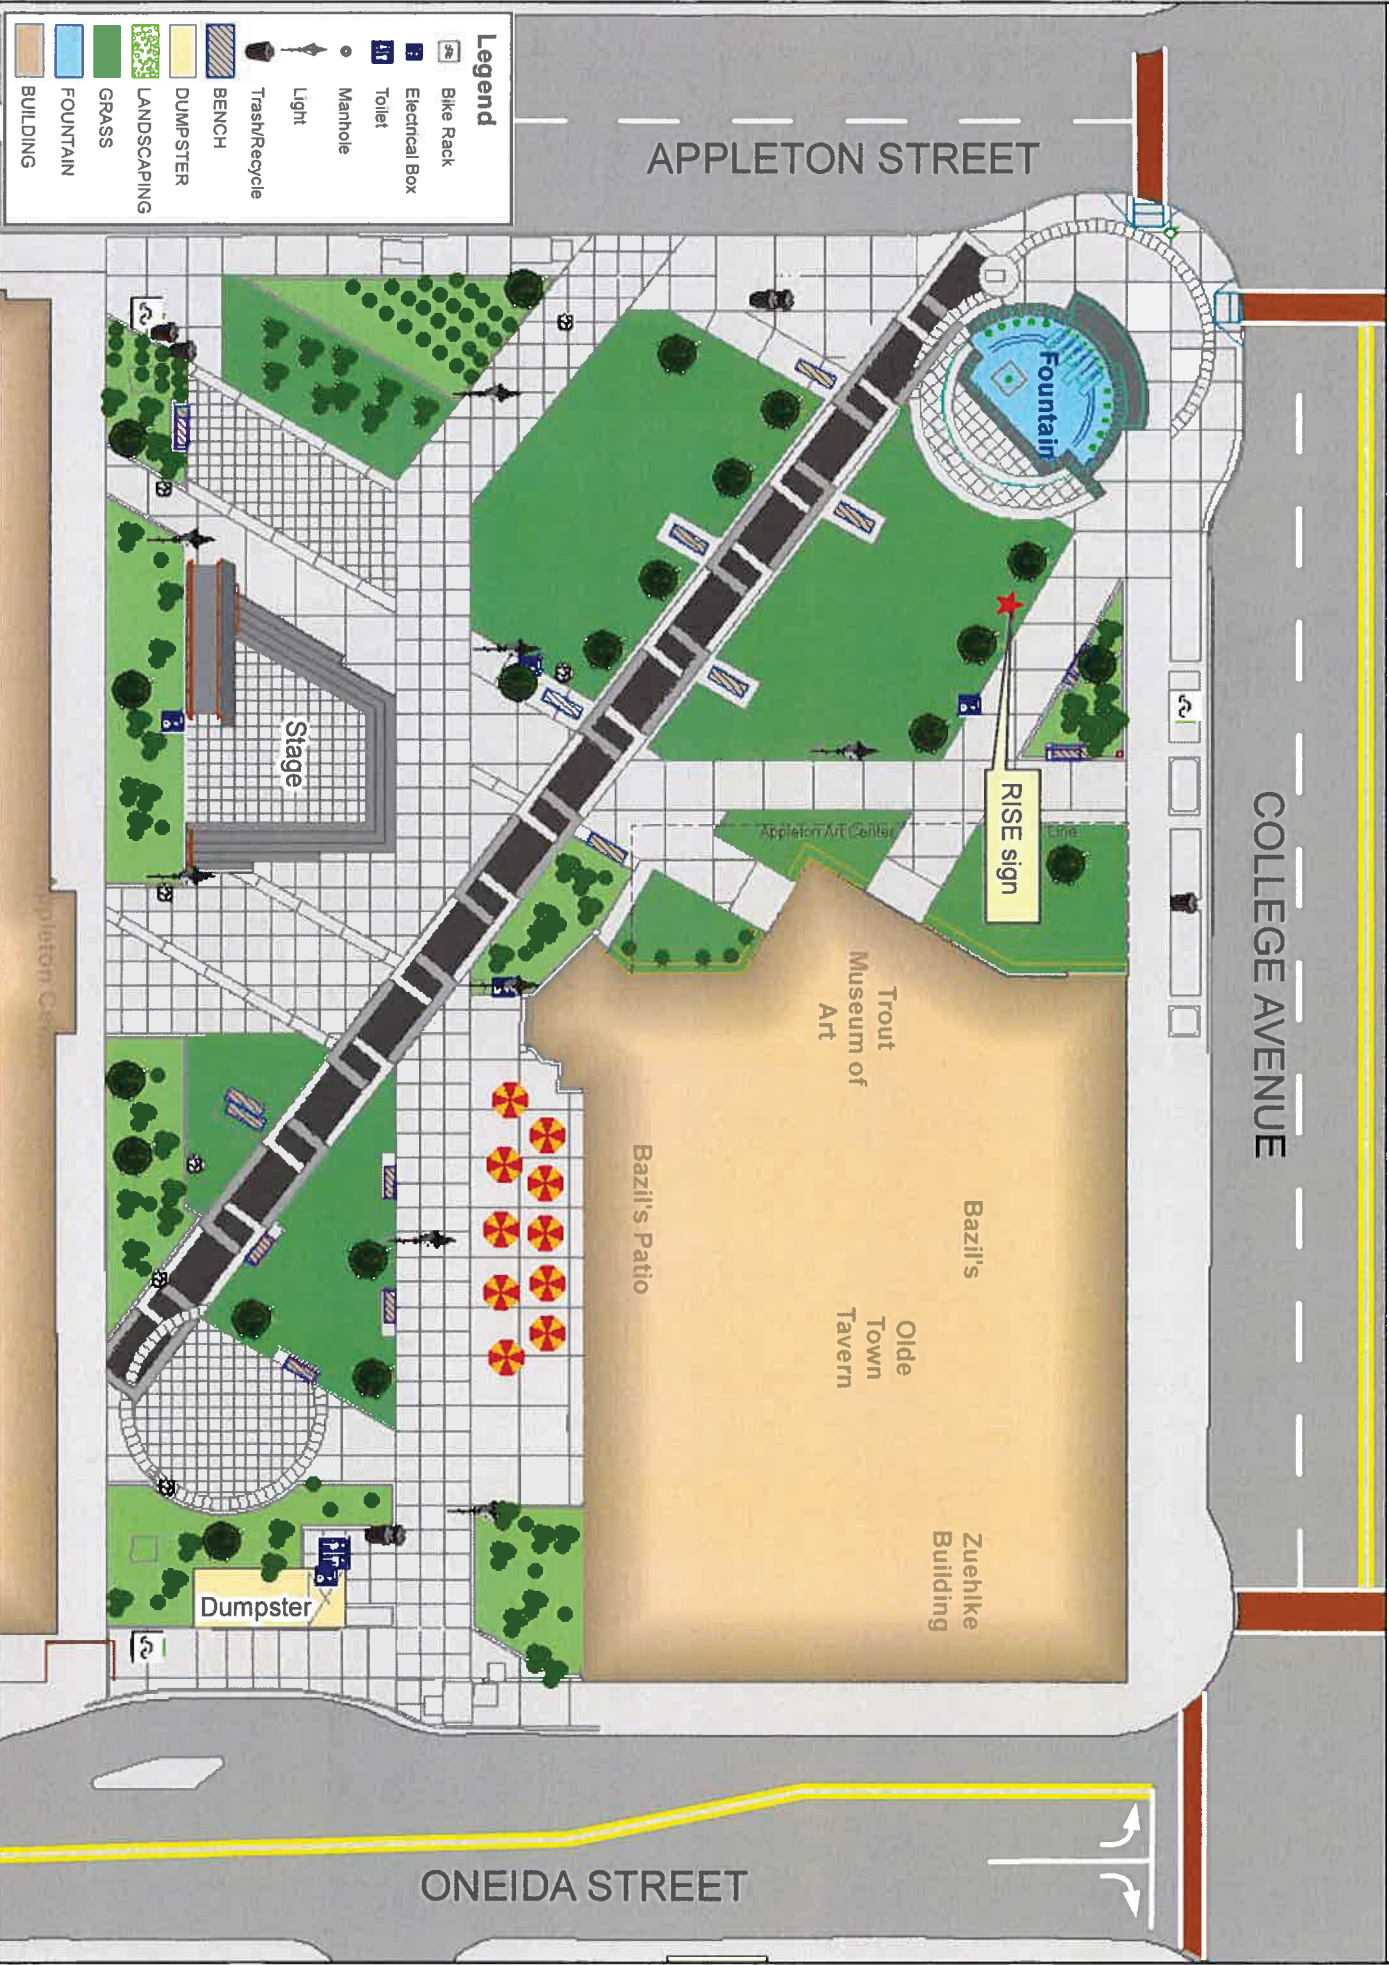 Legend
Bike Rack
Electrical Box
Toilet
Manhole
Light
Trash/Recycle
BENCH
DUMPSTER
LANDSCAPING
GRASS
FOUNTAIN
BUILDING
APPLETON STREET
COLLEGE AVENUE
ONEIDA STREET
Fountain
RISE sign
Appleton Art Center
Line
Stage
Trout
Museum of
Art
Bazil's
Olde
Town
Tavern
Zuehlke
Building
Bazil's Patio
Dumpster